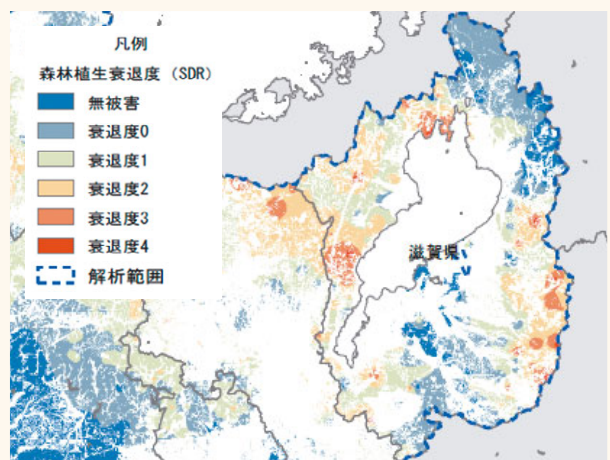 凡例
森林植生衰退度 (SDR)
無被害
衰退度0
衰退度1
衰退度2
衰退度3
衰退度4
解析範囲
滋賀県